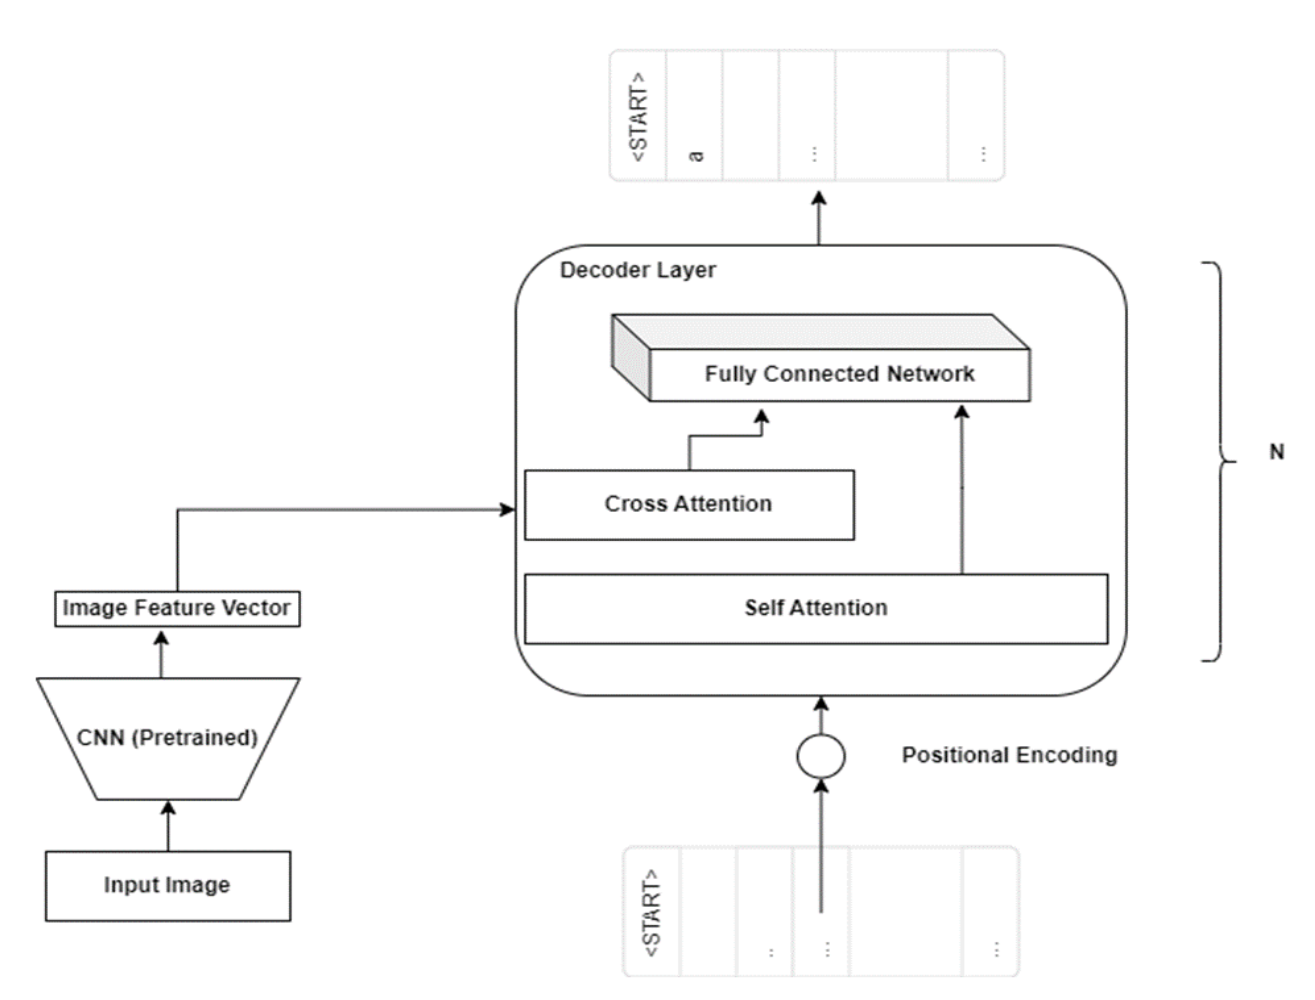 <START>
a
...
...
Decoder Layer
Fully Connected Network
N
Cross Attention
Image Feature Vector
Self Attention
CNN (Pretrained)
Positional Encoding
Input Image
<START>
..
...
...